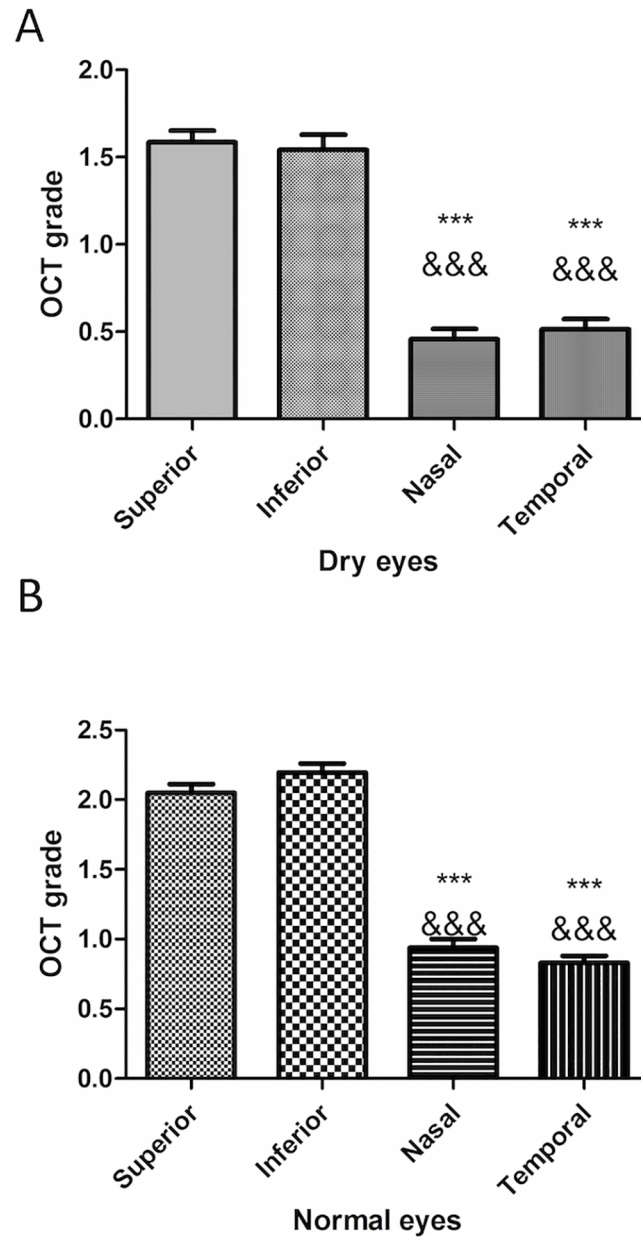 A
2.0
1.5
1.0
0.5
0.0
OCT grade
*** ***
&&& &&&
Superior Inferior Nasal Temporal
Dry eyes
B
2.5
2.0
1.5
1.0
0.5
0.0
OCT grade
*** ***
&&& &&&
Superior Inferior Nasal Temporal
Normal eyes